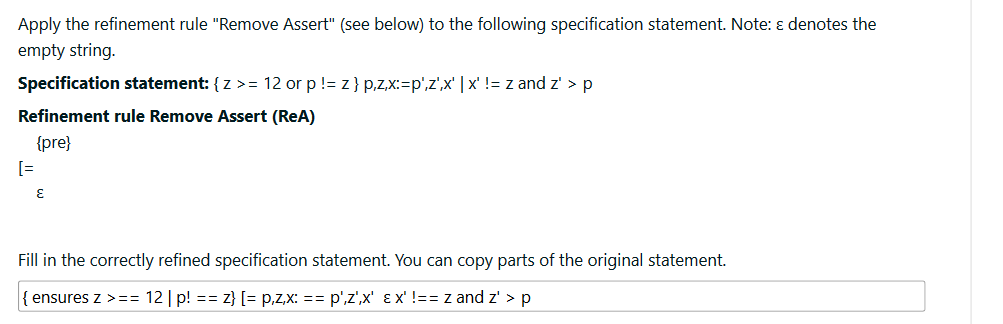 Apply the refinement rule "Remove Assert" (see below) to the following specification statement. Note: ε denotes the
empty string.
Specification statement: { z >= 12 or p != z } p,z,x:=p',z',x' | x' != z and z' > p
Refinement rule Remove Assert (ReA)
{pre}
[=
ε
Fill in the correctly refined specification statement. You can copy parts of the original statement.
{ ensures z >== 12 | p! == z} [= p,z,x: == p',z',x' ε x' !== z and z' > p